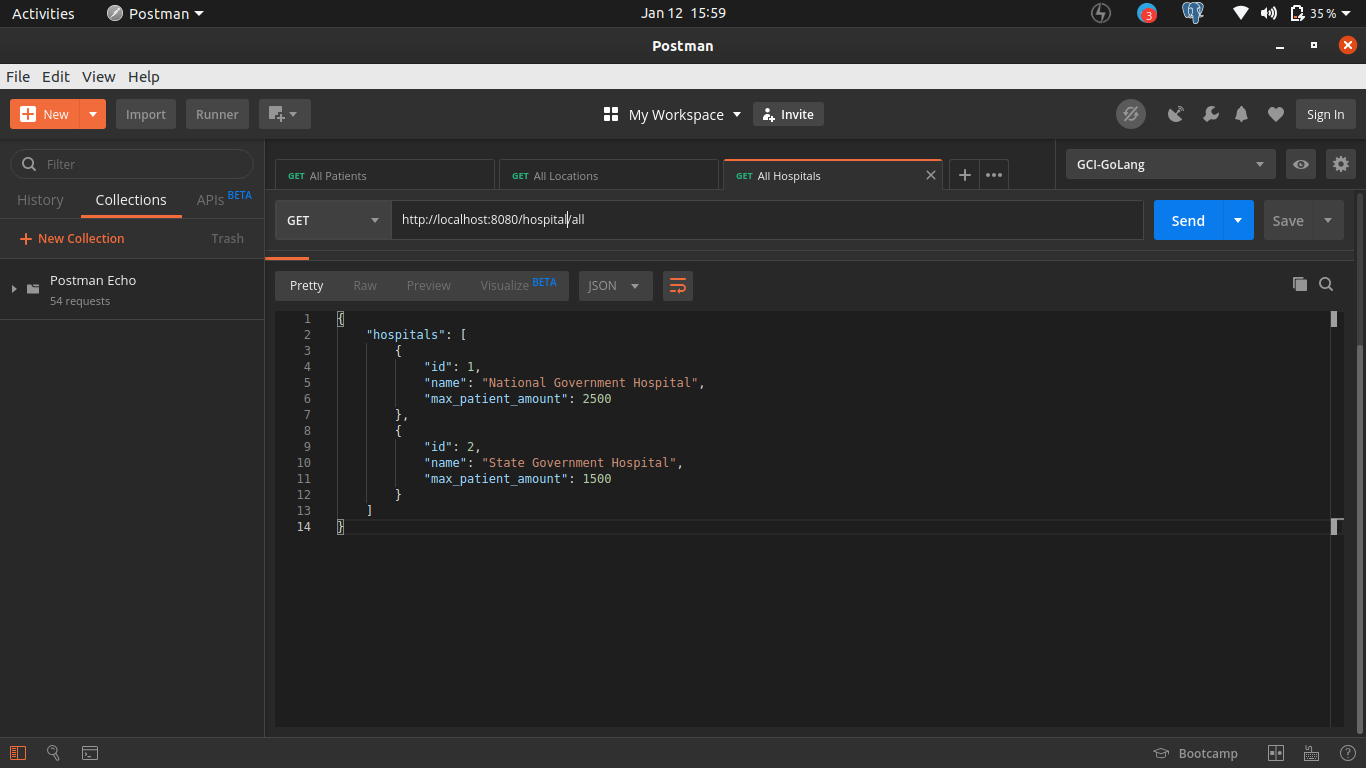 Activities Postman Jan 12 15:59 3 35 %
Postman
File Edit View Help
New Import Runner My Workspace Invite Sign In
Filter
GET All Patients GET All Locations GET All Hospitals GCI-GoLang
History Collections APIs BETA
GET http://localhost:8080/hospital/all Send Save
New Collection Trash
Postman Echo
54 requests
Pretty Raw Preview Visualize BETA JSON
1 {
2 "hospitals": [
3 {
4 "id": 1,
5 "name": "National Government Hospital",
6 "max_patient_amount": 2500
7 },
8 {
9 "id": 2,
10 "name": "State Government Hospital",
11 "max_patient_amount": 1500
12 }
13 ]
14 }
Bootcamp